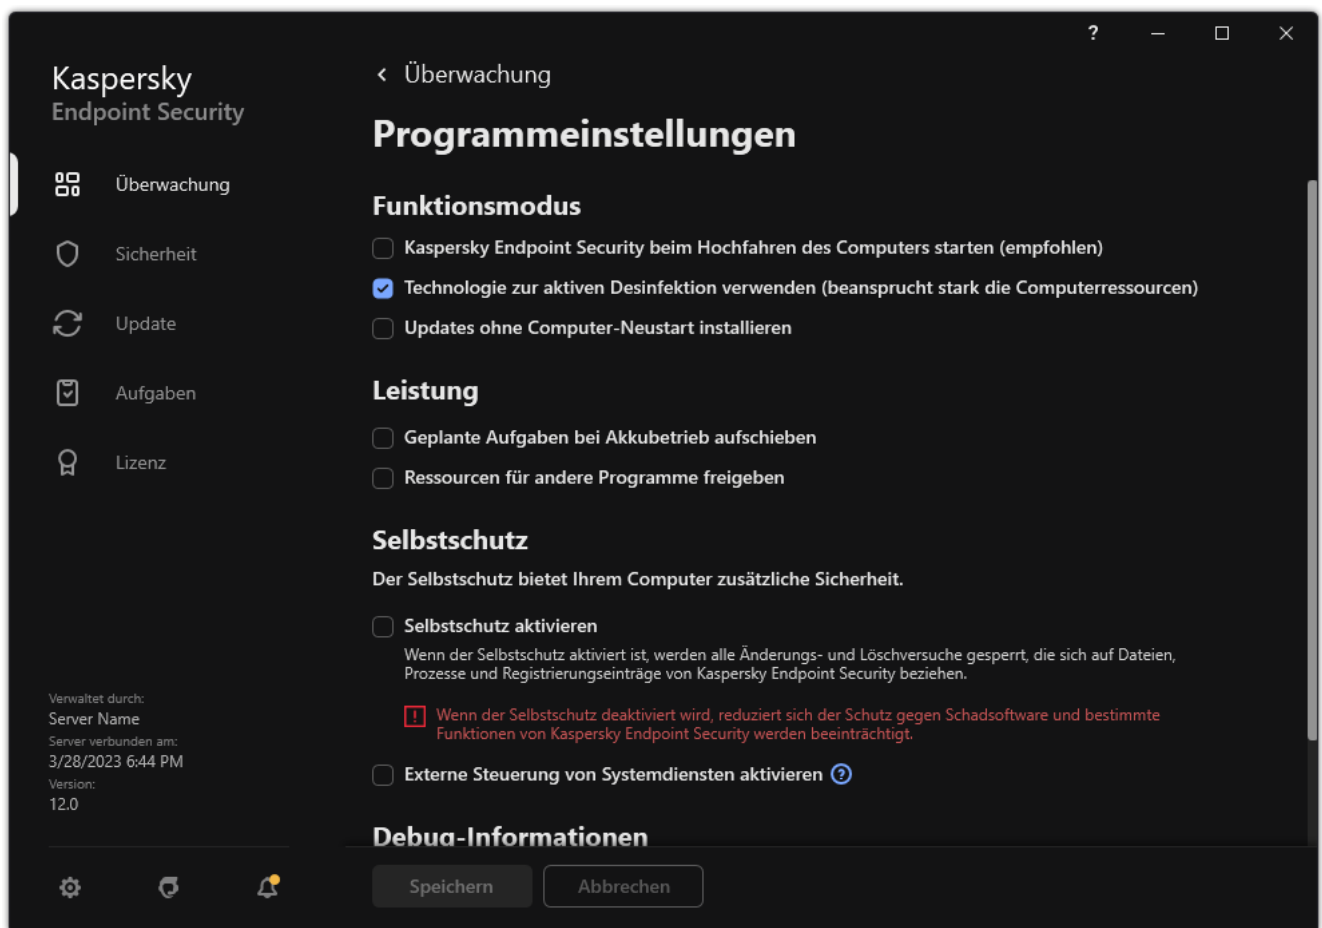 ?
Kaspersky
Endpoint Security
Überwachung
Sicherheit
Update
Aufgaben
Lizenz
Verwaltet durch:
Server Name
Server verbunden am:
3/28/2023 6:44 PM
Version:
12.0
Überwachung
Programmeinstellungen
Funktionsmodus
Kaspersky Endpoint Security beim Hochfahren des Computers starten (empfohlen)
Technologie zur aktiven Desinfektion verwenden (beansprucht stark die Computerressourcen)
Updates ohne Computer-Neustart installieren
Leistung
Geplante Aufgaben bei Akkubetrieb aufschieben
Ressourcen für andere Programme freigeben
Selbstschutz
Der Selbstschutz bietet Ihrem Computer zusätzliche Sicherheit.
Selbstschutz aktivieren
Wenn der Selbstschutz aktiviert ist, werden alle Änderungs- und Löschversuche gesperrt, die sich auf Dateien,
Prozesse und Registrierungseinträge von Kaspersky Endpoint Security beziehen.
Wenn der Selbstschutz deaktiviert wird, reduziert sich der Schutz gegen Schadsoftware und bestimmte
Funktionen von Kaspersky Endpoint Security werden beeinträchtigt.
Externe Steuerung von Systemdiensten aktivieren ?
Debug-Informationen
Speichern
Abbrechen